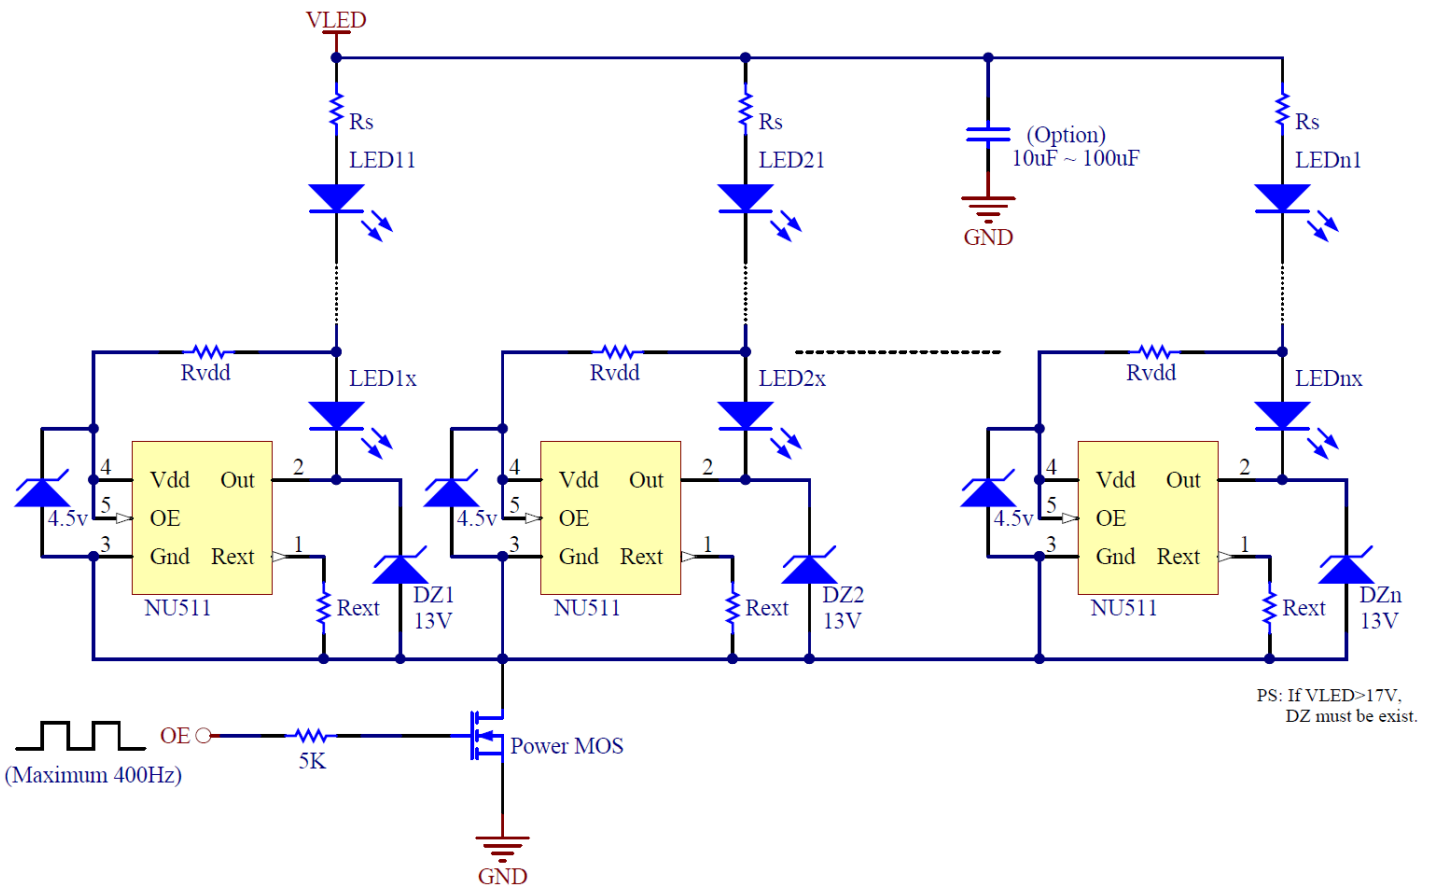 VLED
Rs
Rs
(Option)
10uF ~ 100uF
Rs
LED11
LED21
LEDn1
GND
Rvdd
LED1x
Rvdd
LED2x
Rvdd
LEDnx
4 Vdd Out 2
5 OE
4.5v
3 Gnd Rext 1
NU511
Rext
DZ1
13V
4 Vdd Out 2
5 OE
4.5v
3 Gnd Rext 1
NU511
Rext
DZ2
13V
4 Vdd Out 2
5 OE
4.5v
3 Gnd Rext 1
NU511
Rext
DZn
13V
PS: If VLED>17V,
DZ must be exist.
OE
5K
Power MOS
(Maximum 400Hz)
GND